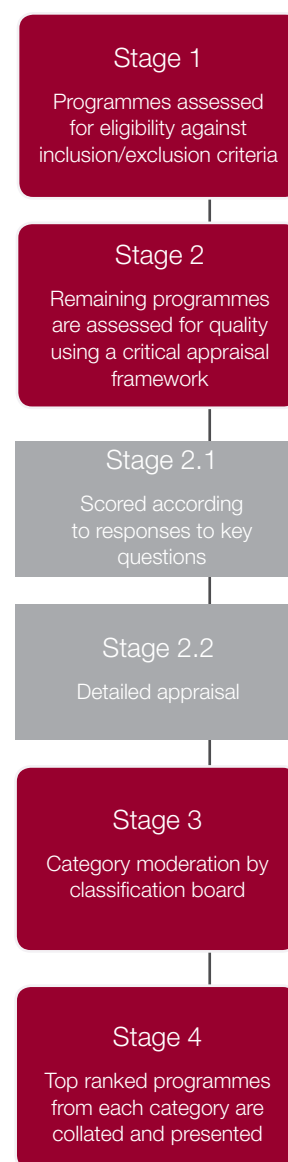 Stage 1
Programmes assessed
for eligibility against
inclusion/exclusion criteria
Stage 2
Remaining programmes
are assessed for quality
using a critical appraisal
framework
Stage 2.1
Scored according
to responses to key
questions
Stage 2.2
Detailed appraisal
Stage 3
Category moderation by
classification board
Stage 4
Top ranked programmes
from each category are
collated and presented